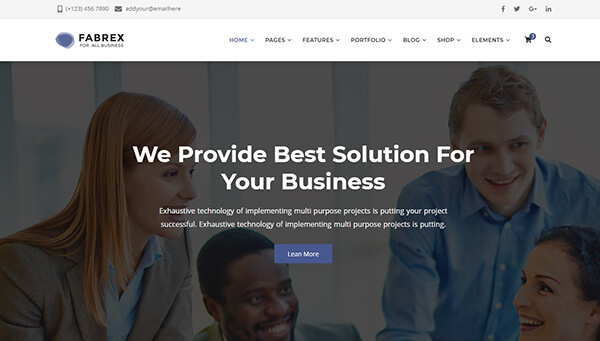 (+123) 456 7890 addyour@emailhere
FABREX
FOR ALL BUSINESS
HOME PAGES FEATURES PORTFOLIO BLOG SHOP ELEMENTS
We Provide Best Solution For
Your Business
Exhaustive technology of implementing multi purpose projects is putting your project
successful. Exhaustive technology of implementing multi purpose projects is putting.
Lean More